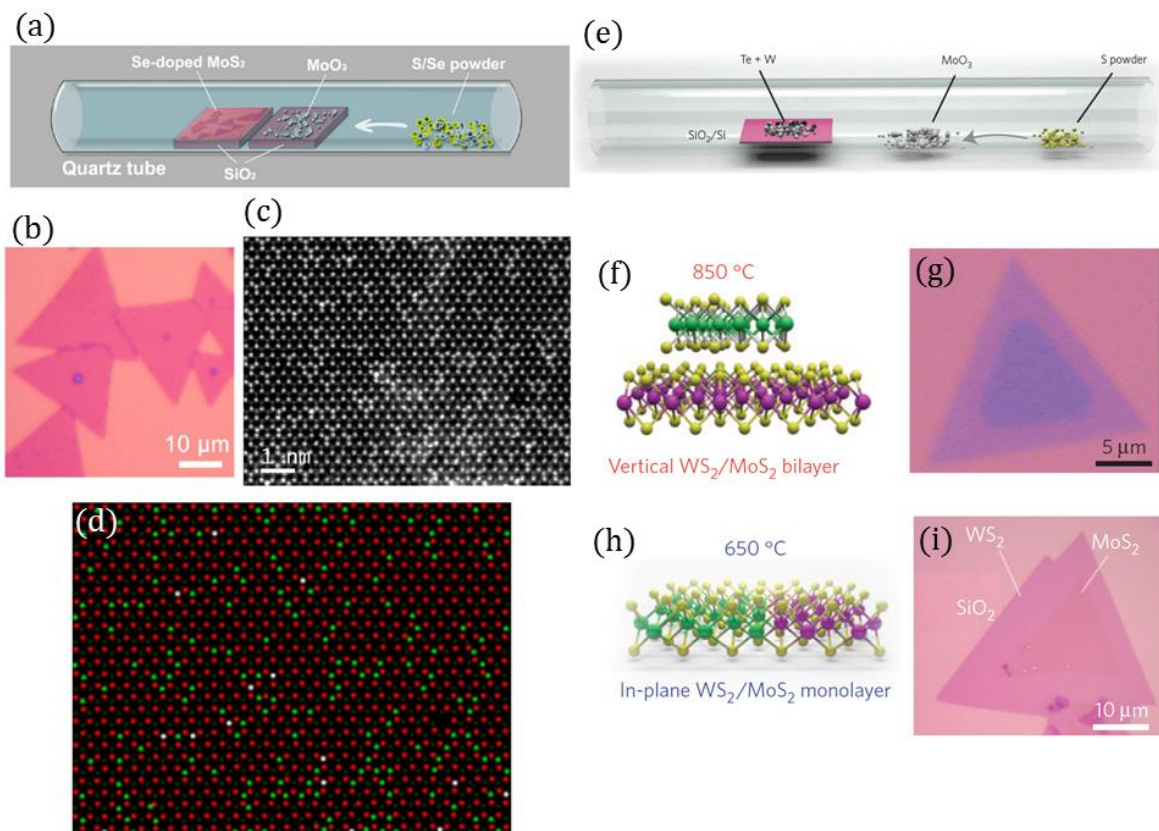 (a)
Se-doped MoS₂
MoO₃
S/Se powder
Quartz tube
SiO₂
(b)
10 μm
(c)
1 nm
(d)
(e)
Te + W
MoO₃
S powder
SiO₂/Si
(f)
850 °C
Vertical WS₂/MoS₂ bilayer
(g)
5 μm
(h)
650 °C
In-plane WS₂/MoS₂ monolayer
(i)
WS₂
MoS₂
SiO₂
10 μm